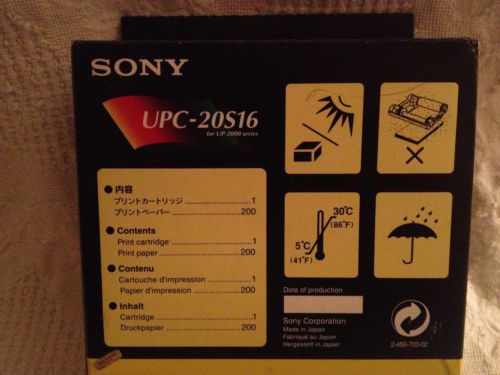 SONY
UPC-20S16
for UP-2000 series
● 内容
プリントカートリッジ ........................1
プリントペーパー ........................200
● Contents
Print cartridge ........................1
Print paper ........................200
● Contenu
Cartouche d'impression ........................1
Papier d'impression ........................200
● Inhalt
Cartridge ........................1
Druckpapier ........................200
30°C
(86°F)
5°C
(41°F)
Date of production
Sony Corporation
Made in Japan
Fabriqué au Japon
Hergestellt in Japan
2-459-703-02